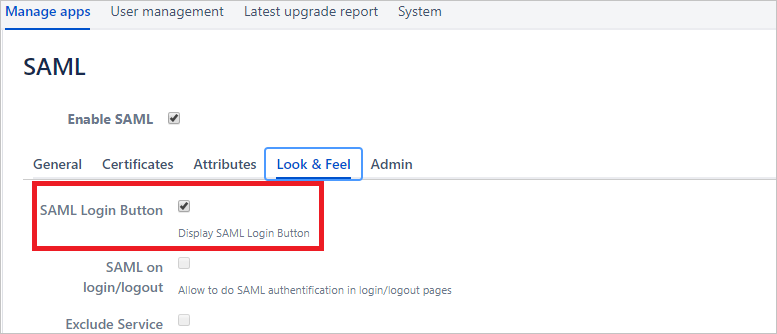 Manage apps User management Latest upgrade report System
SAML
Enable SAML
General Certificates Attributes Look & Feel Admin
SAML Login Button
Display SAML Login Button
SAML on
login/logout
Allow to do SAML authentification in login/logout pages
Exclude Service